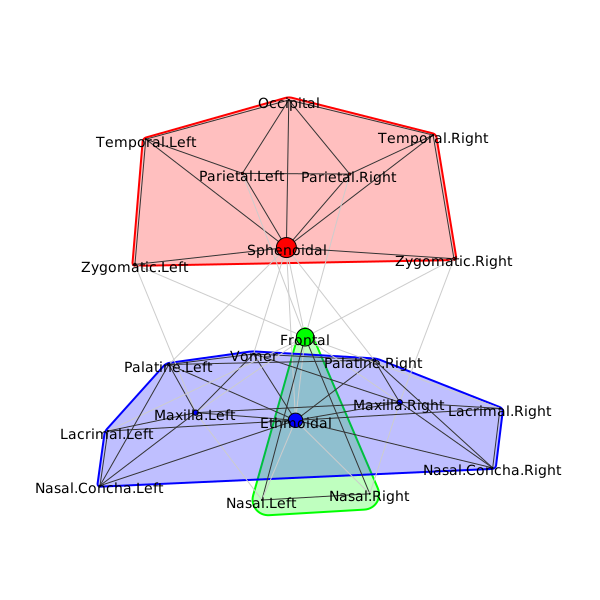 Occipital
Temporal.Left
Temporal.Right
Parietal.Left
Parietal.Right
Sphenoidal
Zygomatic.Left
Zygomatic.Right
Frontal
Vomer
Palatine.Left
Palatine.Right
Maxilla.Left
Maxilla.Right
Lacrimal.Right
Ethmoidal
Lacrimal.Left
Nasal.Concha.Right
Nasal.Concha.Left
Nasal.Left
Nasal.Right